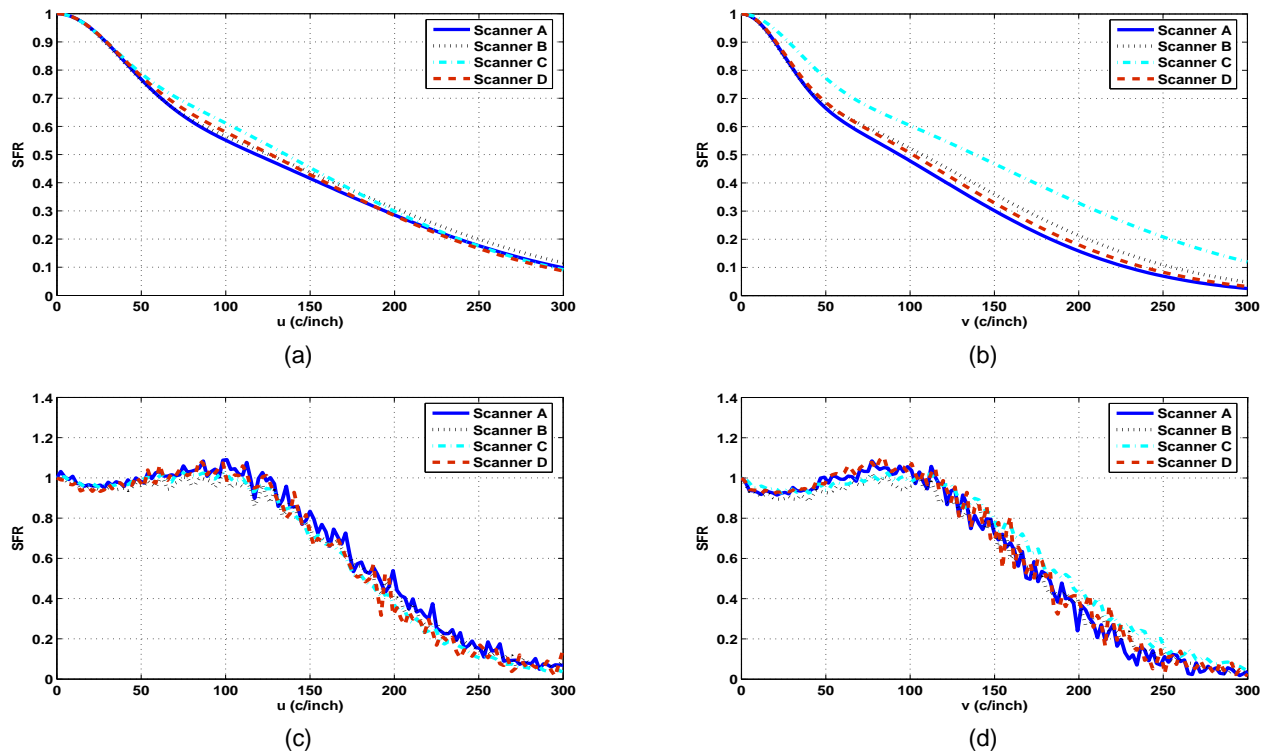 1
0.9
0.8
0.7
0.6
0.5
0.4
0.3
0.2
0.1
0
SFR
0 50 100 150 200 250 300
u (c/inch)
Scanner A
Scanner B
Scanner C
Scanner D
(a)
1
0.9
0.8
0.7
0.6
0.5
0.4
0.3
0.2
0.1
0
SFR
0 50 100 150 200 250 300
v (c/inch)
Scanner A
Scanner B
Scanner C
Scanner D
(b)
1.4
1.2
1
0.8
0.6
0.4
0.2
0
SFR
0 50 100 150 200 250 300
u (c/inch)
Scanner A
Scanner B
Scanner C
Scanner D
(c)
1.4
1.2
1
0.8
0.6
0.4
0.2
0
SFR
0 50 100 150 200 250 300
v (c/inch)
Scanner A
Scanner B
Scanner C
Scanner D
(d)